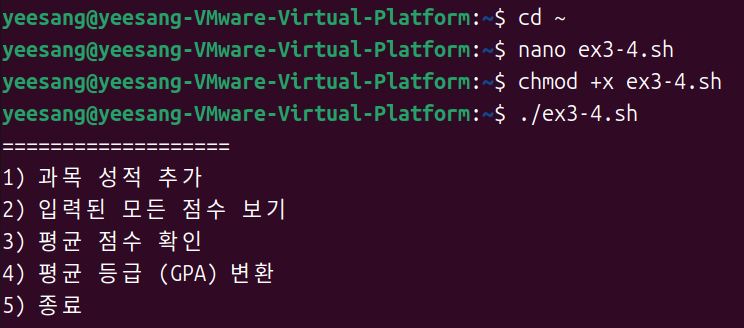 yeesang@yeesang-VMware-Virtual-Platform:~$ cd ~
yeesang@yeesang-VMware-Virtual-Platform:~$ nano ex3-4.sh
yeesang@yeesang-VMware-Virtual-Platform:~$ chmod +x ex3-4.sh
yeesang@yeesang-VMware-Virtual-Platform:~$ ./ex3-4.sh
===================
1) 과목 성적 추가
2) 입력된 모든 점수 보기
3) 평균 점수 확인
4) 평균 등급 (GPA) 변환
5) 종료